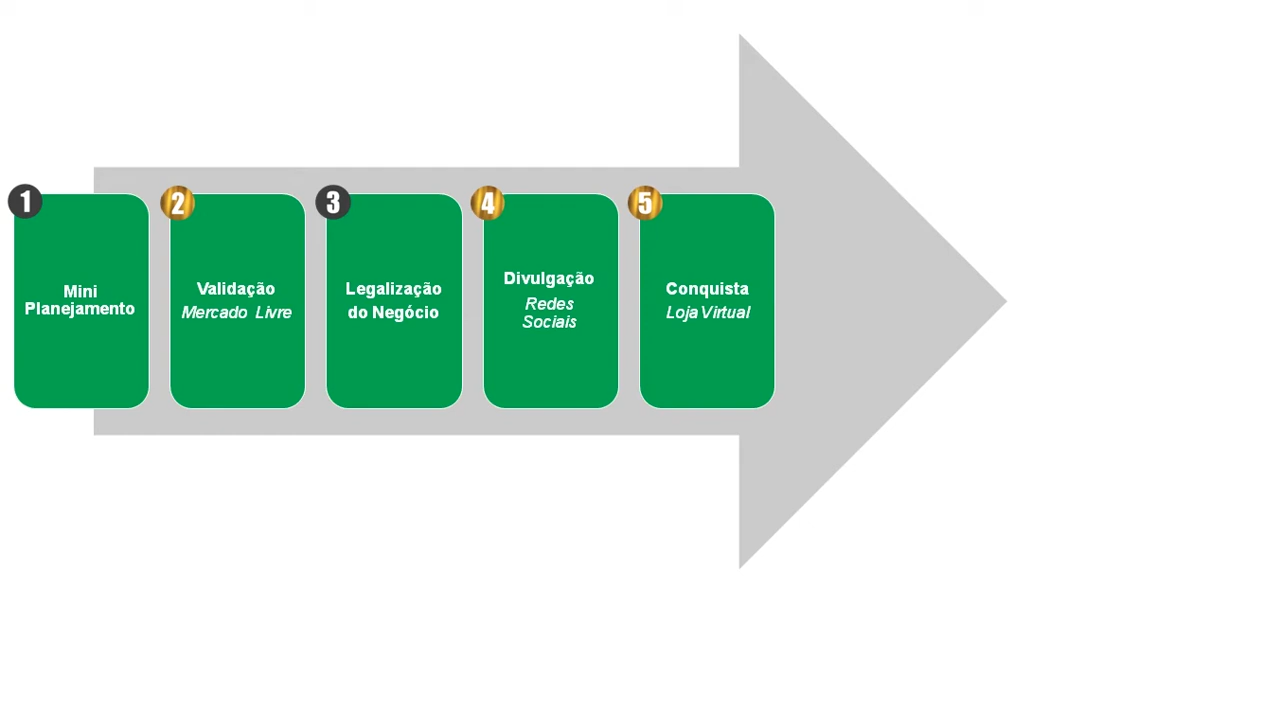 1
Mini
Planejamento
2
Validação
Mercado Livre
3
Legalização
do Negócio
4
Divulgação
Redes
Sociais
5
Conquista
Loja Virtual